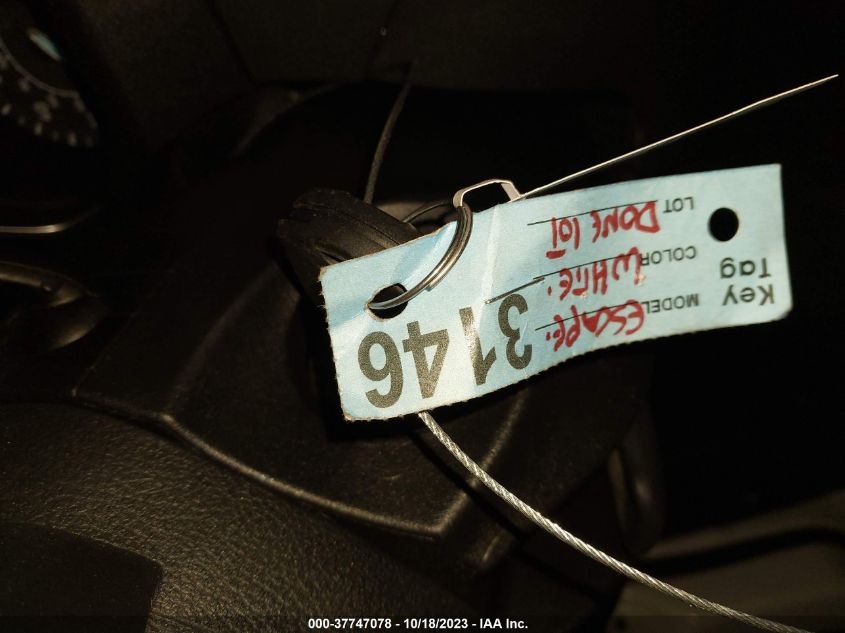 Key
Tag
MODEL ESCAPE.
COLOR WHITE.
LOT DONE LOT
3146
000-37747078 - 10/18/2023 - IAA Inc.